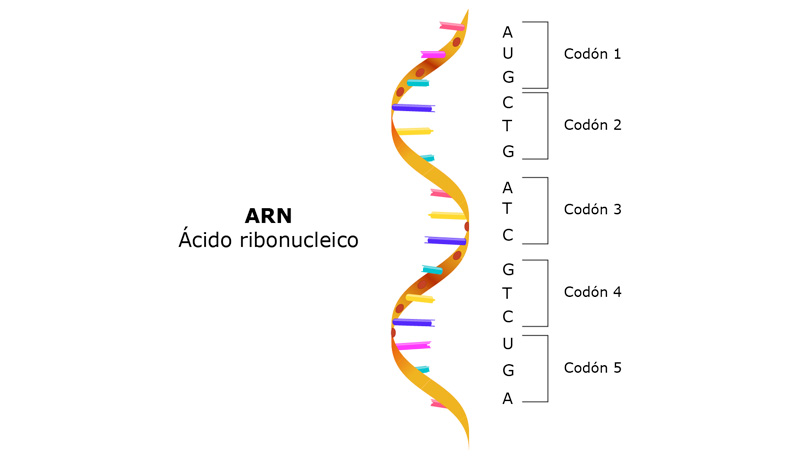 A
U
G
Codón 1
C
T
G
Codón 2
ARN
Ácido ribonucleico
A
T
C
Codón 3
G
T
C
Codón 4
U
G
A
Codón 5